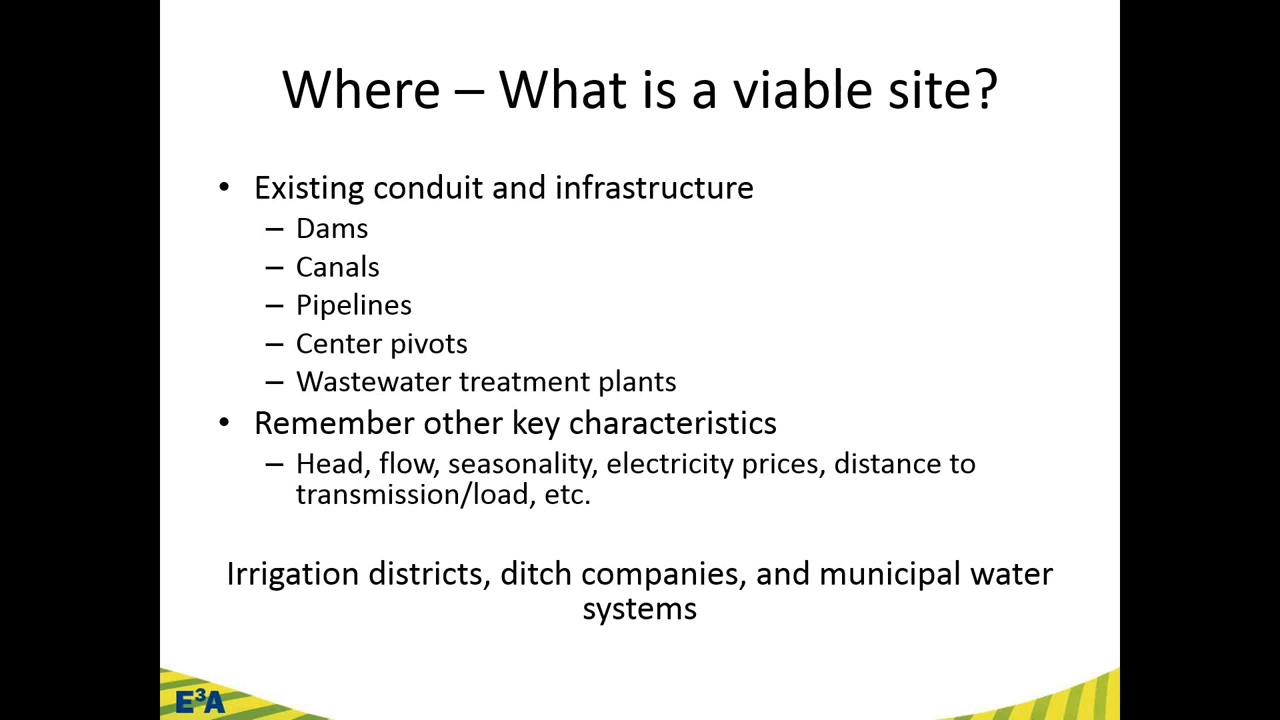 Where – What is a viable site?
• Existing conduit and infrastructure
– Dams
– Canals
– Pipelines
– Center pivots
– Wastewater treatment plants
• Remember other key characteristics
– Head, flow, seasonality, electricity prices, distance to
transmission/load, etc.
Irrigation districts, ditch companies, and municipal water
systems
E³A